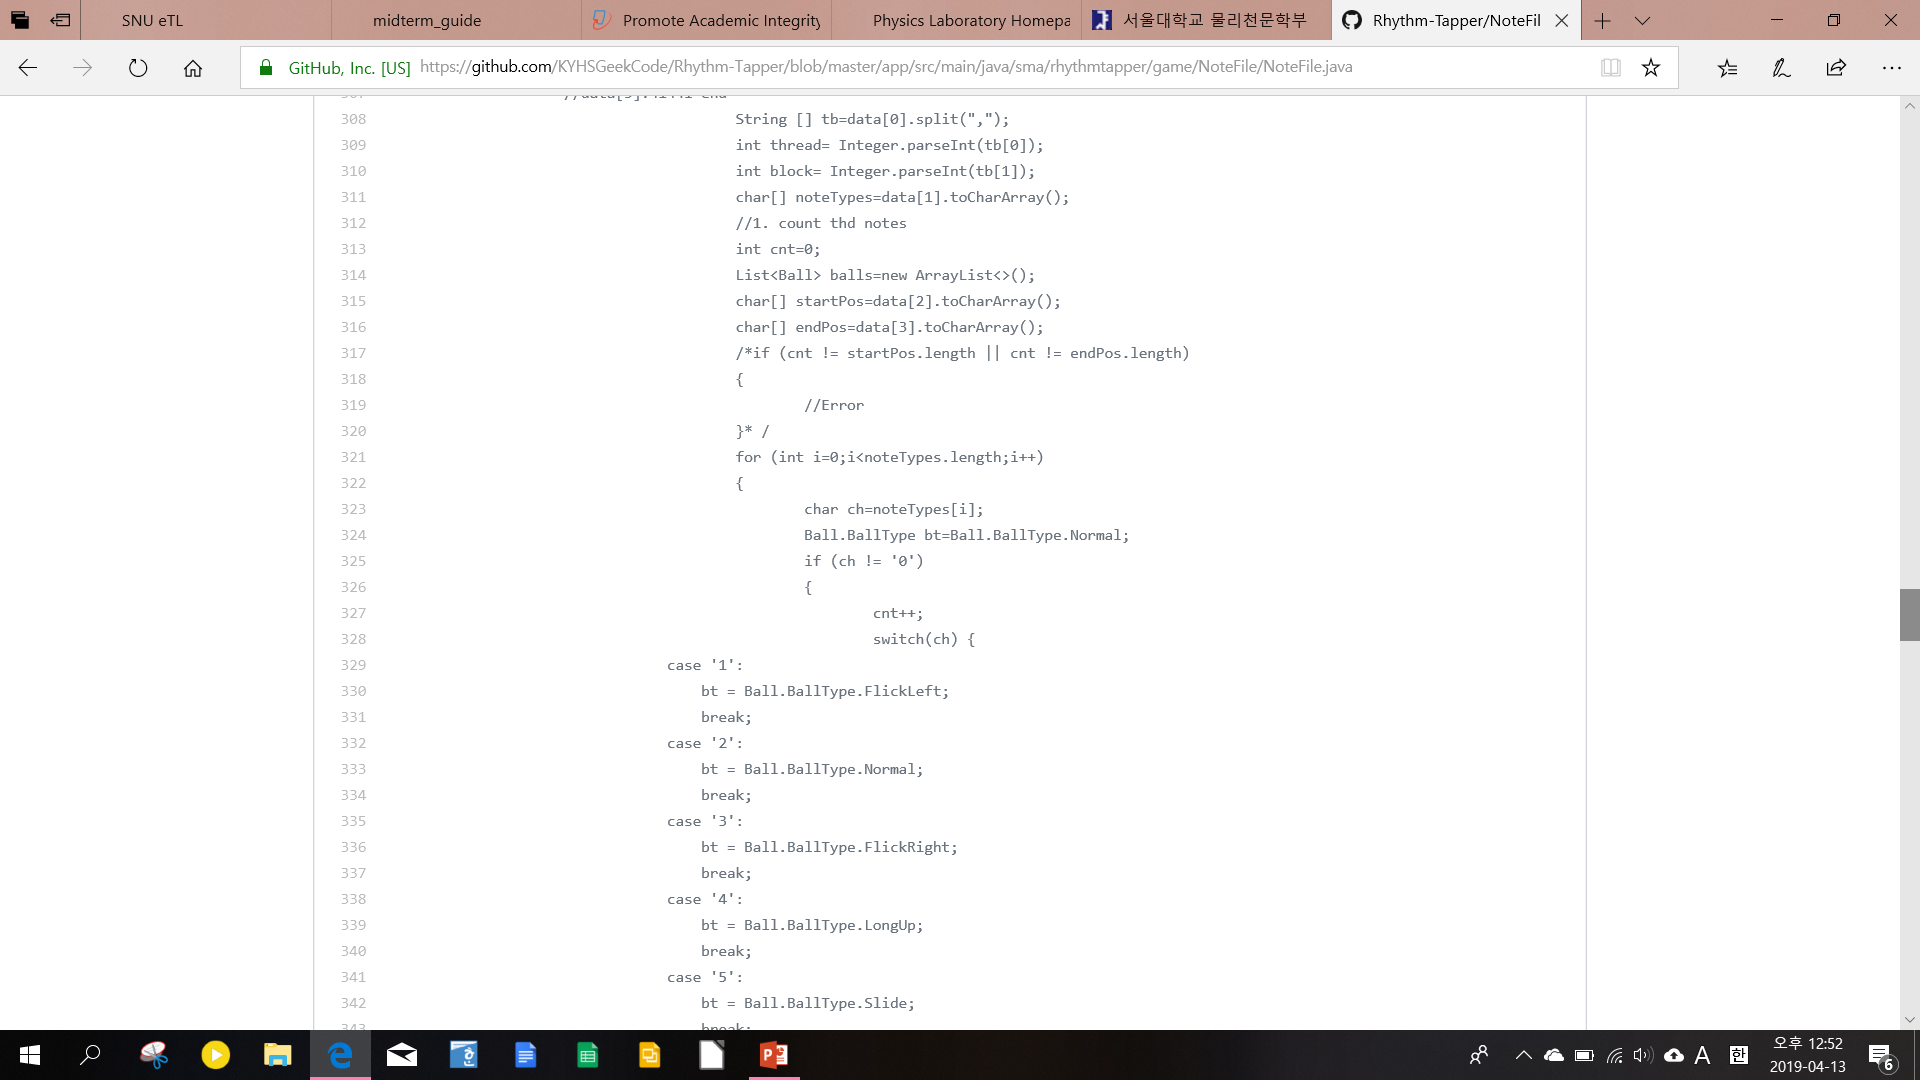 SNU eTL
midterm_guide
Promote Academic Integrity
Physics Laboratory Homepa
서울대학교 물리천문학부
Rhythm-Tapper/NoteFil
GitHub, Inc. [US]
https://github.com/KYHSGeekCode/Rhythm-Tapper/blob/master/app/src/main/java/sma/rhythmtapper/game/NoteFile/NoteFile.java
308 String [] tb=data[0].split(",");
309 int thread= Integer.parseInt(tb[0]);
310 int block= Integer.parseInt(tb[1]);
311 char[] noteTypes=data[1].toCharArray();
312 //1. count thd notes
313 int cnt=0;
314 List<Ball> balls=new ArrayList<>();
315 char[] startPos=data[2].toCharArray();
316 char[] endPos=data[3].toCharArray();
317 /*if (cnt != startPos.length || cnt != endPos.length)
318 {
319 //Error
320 }* /
321 for (int i=0;i<noteTypes.length;i++)
322 {
323 char ch=noteTypes[i];
324 Ball.BallType bt=Ball.BallType.Normal;
325 if (ch != '0')
326 {
327 cnt++;
328 switch(ch) {
329 case '1':
330 bt = Ball.BallType.FlickLeft;
331 break;
332 case '2':
333 bt = Ball.BallType.Normal;
334 break;
335 case '3':
336 bt = Ball.BallType.FlickRight;
337 break;
338 case '4':
339 bt = Ball.BallType.LongUp;
340 break;
341 case '5':
342 bt = Ball.BallType.Slide;
343 break;
A
한
오후 12:52
2019-04-13
6